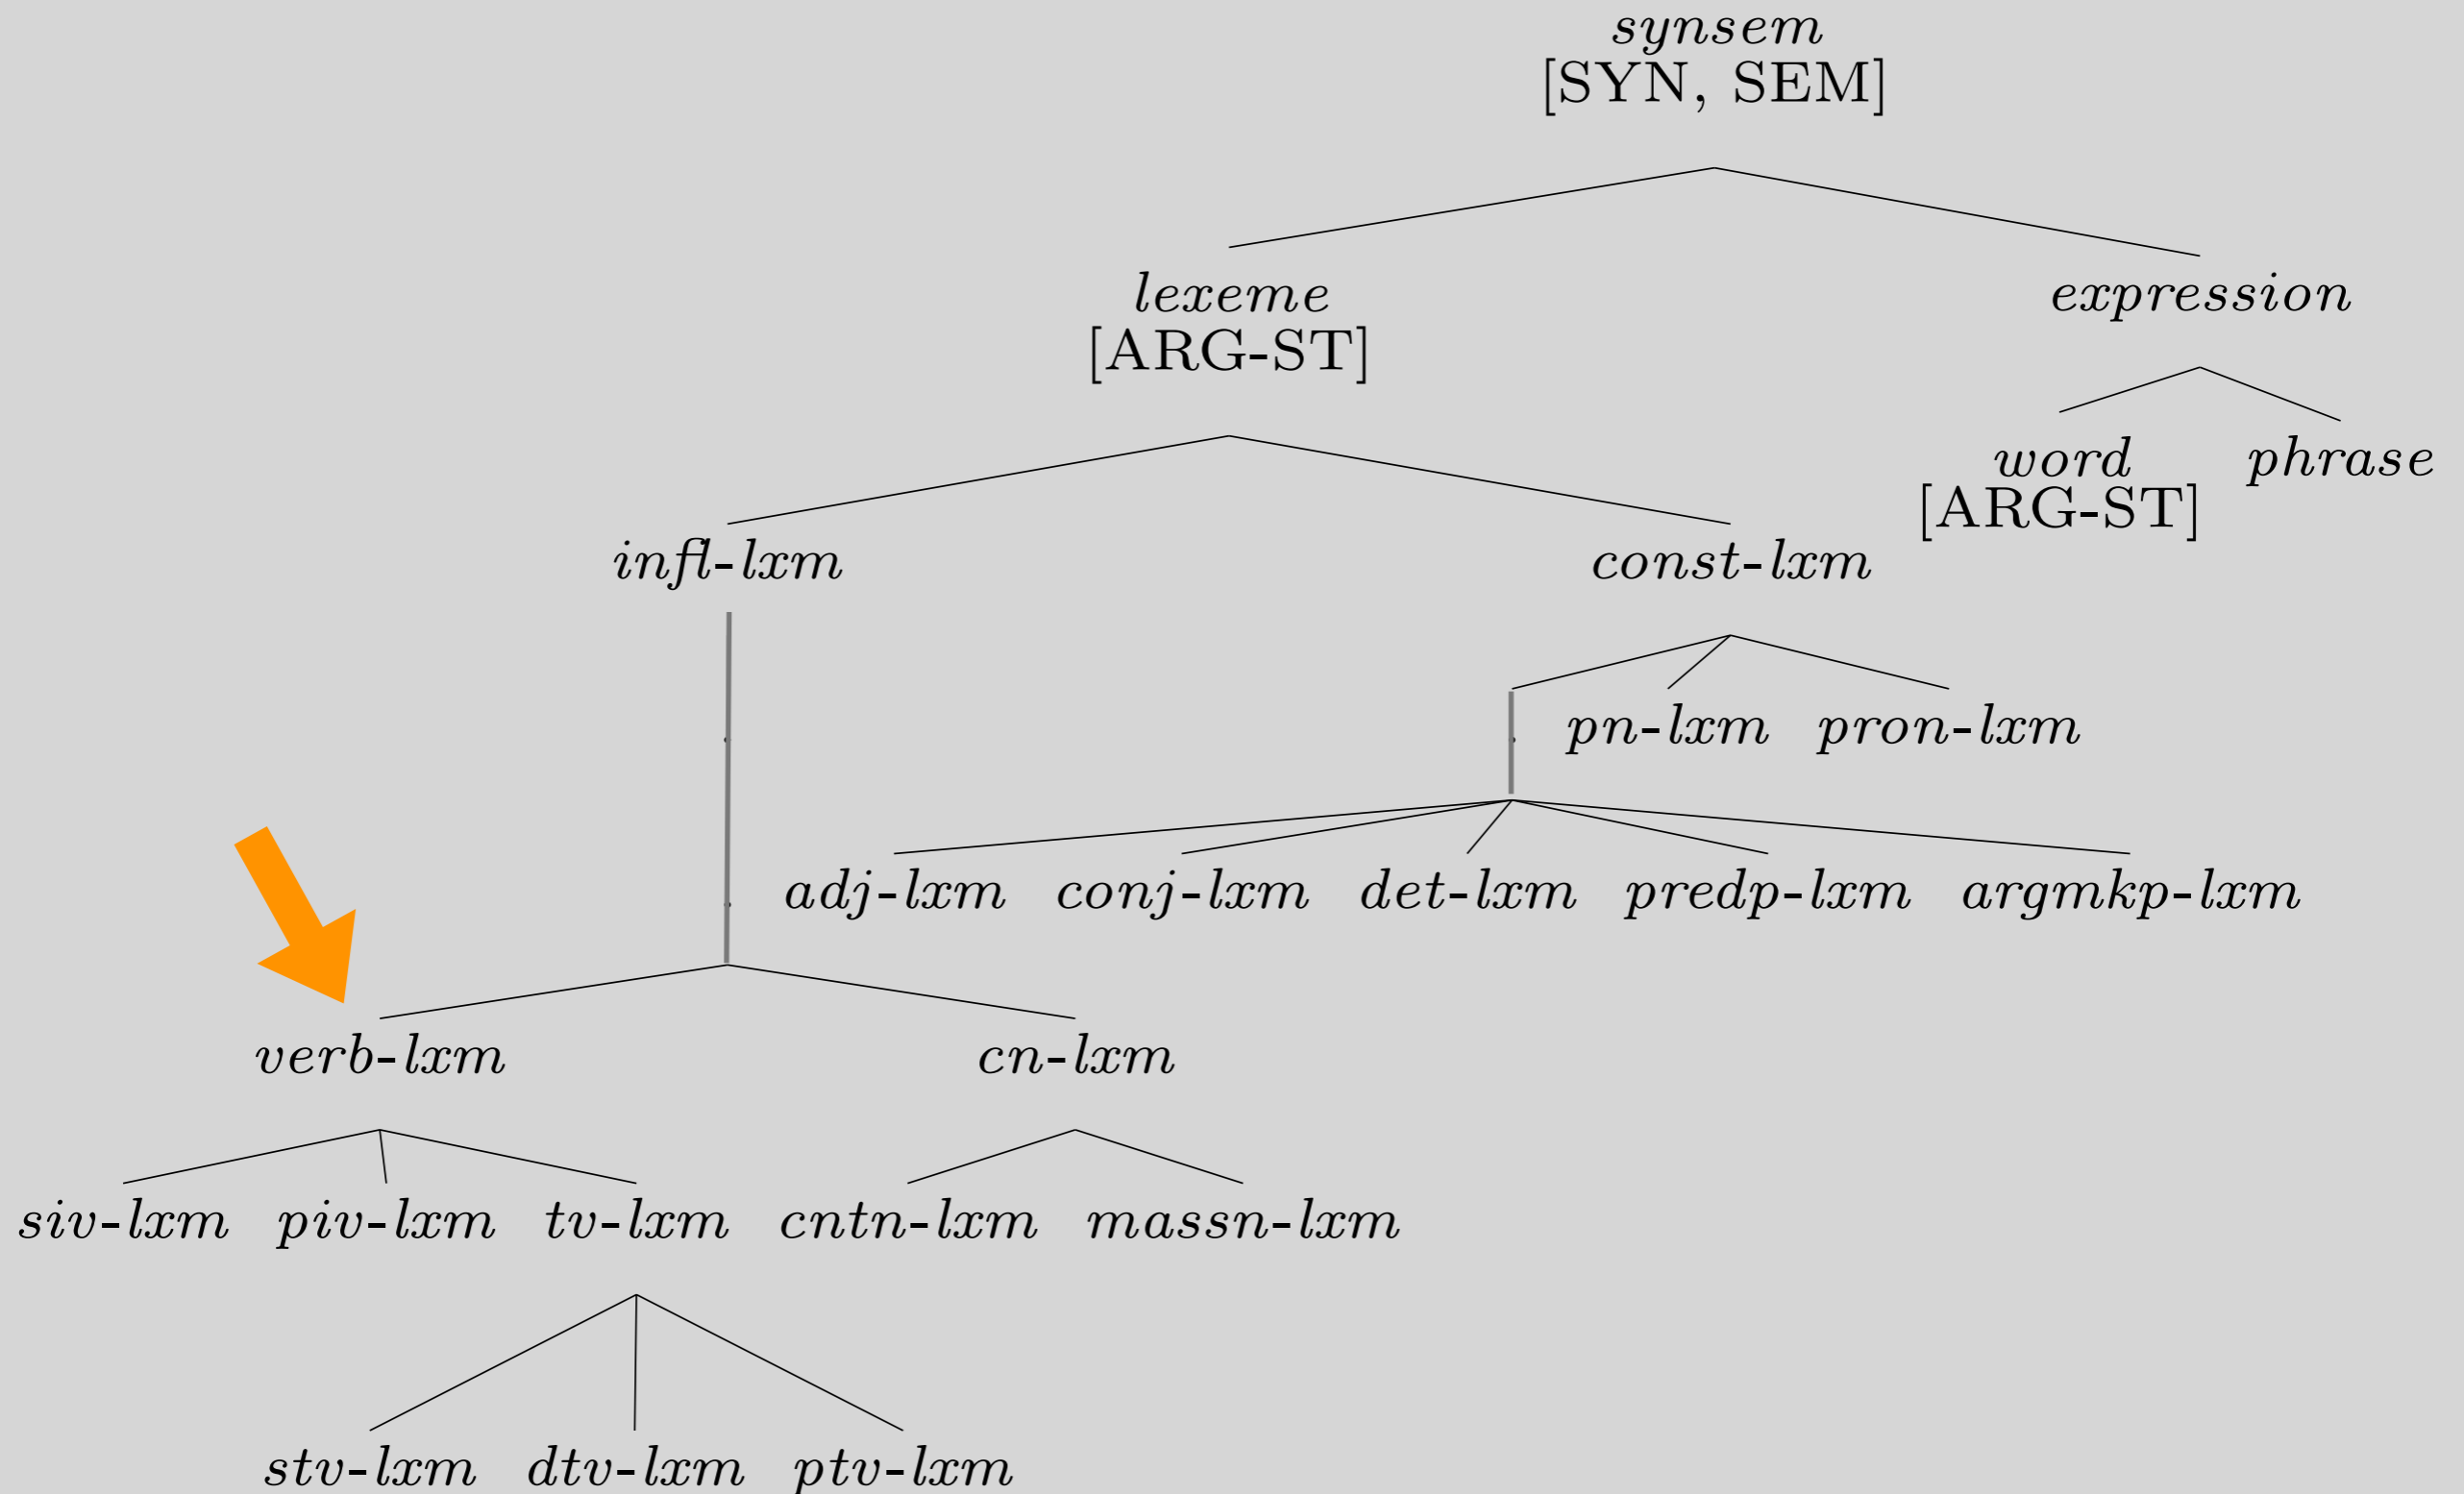 synsem
[SYN, SEM]
lexeme expression
[ARG-ST]
word phrase
[ARG-ST]
infl-lxm const-lxm
pn-lxm pron-lxm
adj-lxm conj-lxm det-lxm predp-lxm argmkp-lxm
verb-lxm cn-lxm
siv-lxm piv-lxm tv-lxm cntn-lxm massn-lxm
stv-lxm dtv-lxm ptv-lxm